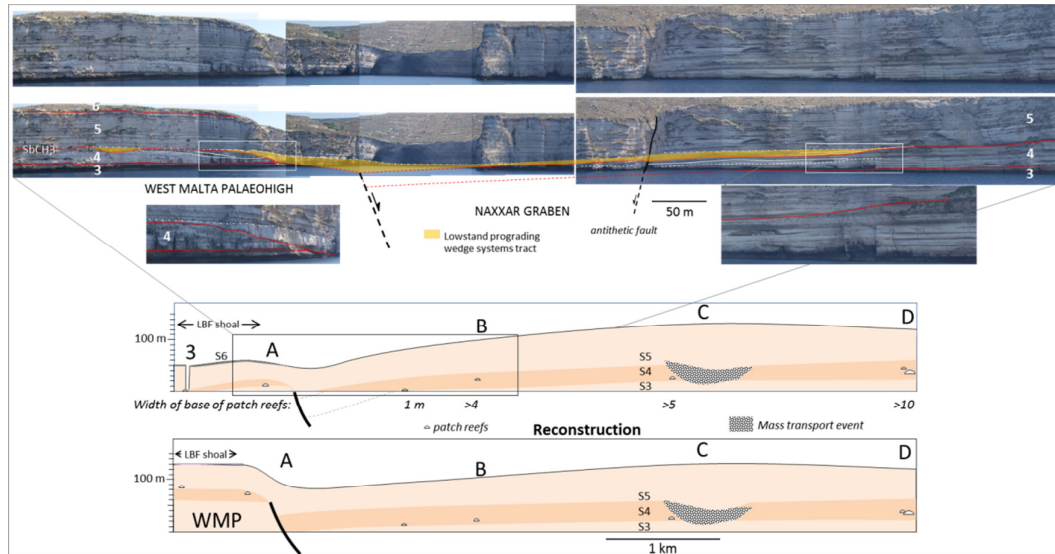 6
5
SbCH3
4
3
5
4
3
WEST MALTA PALAEOHIGH
NAXXAR GRABEN
50 m
antithetic fault
4
Lowstand prograding
wedge systems tract
LBF shoal
100 m
3
S6
A
B
C
D
S5
S4
S3
Width of base of patch reefs:
1 m
>4
>5
>10
patch reefs
Reconstruction
Mass transport event
LBF shoal
100 m
A
B
C
D
S5
S4
S3
WMP
1 km